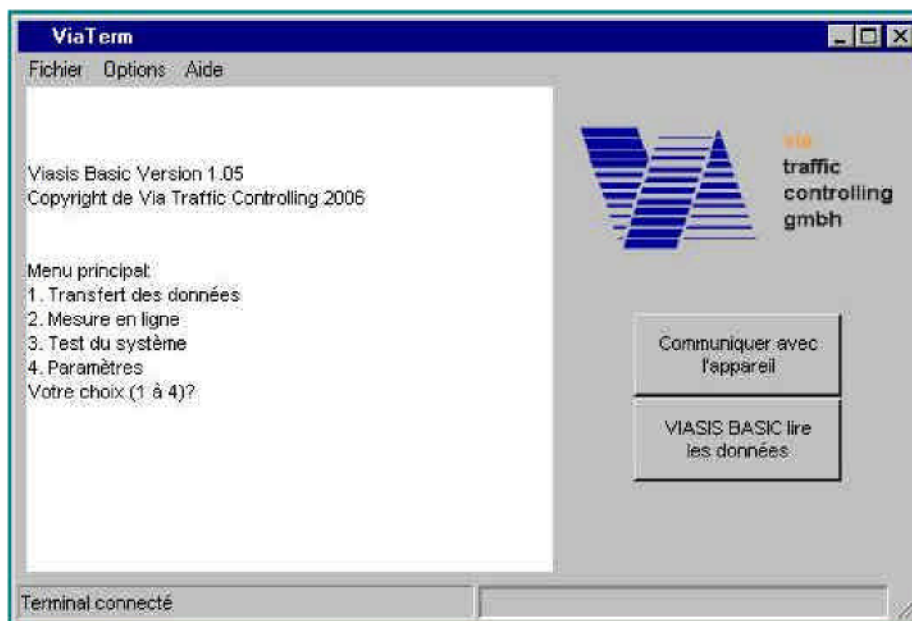 ViaTerm
Fichier Options Aide
Viasis Basic Version 1.05
Copyright de Via Traffic Controlling 2006
Menu principal:
1. Transfert des données
2. Mesure en ligne
3. Test du système
4. Paramètres
Votre choix (1 à 4)?
via
traffic
controlling
gmbh
Communiquer avec
l'appareil
VIASIS BASIC lire
les données
Terminal connecté